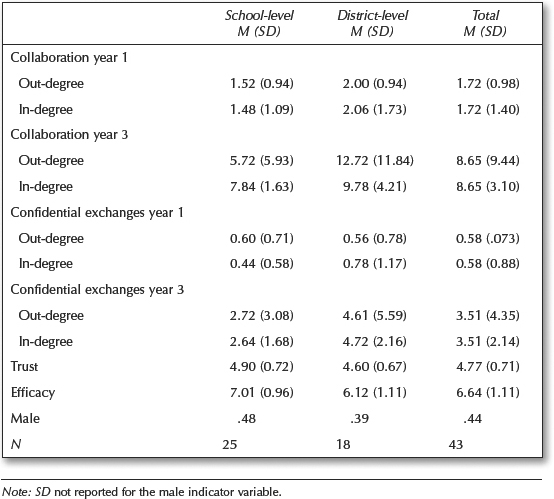 School-level District-level Total
M (SD) M (SD) M (SD)
Collaboration year 1
Out-degree 1.52 (0.94) 2.00 (0.94) 1.72 (0.98)
In-degree 1.48 (1.09) 2.06 (1.73) 1.72 (1.40)
Collaboration year 3
Out-degree 5.72 (5.93) 12.72 (11.84) 8.65 (9.44)
In-degree 7.84 (1.63) 9.78 (4.21) 8.65 (3.10)
Confidential exchanges year 1
Out-degree 0.60 (0.71) 0.56 (0.78) 0.58 (.073)
In-degree 0.44 (0.58) 0.78 (1.17) 0.58 (0.88)
Confidential exchanges year 3
Out-degree 2.72 (3.08) 4.61 (5.59) 3.51 (4.35)
In-degree 2.64 (1.68) 4.72 (2.16) 3.51 (2.14)
Trust 4.90 (0.72) 4.60 (0.67) 4.77 (0.71)
Efficacy 7.01 (0.96) 6.12 (1.11) 6.64 (1.11)
Male .48 .39 .44
N 25 18 43
Note: SD not reported for the male indicator variable.